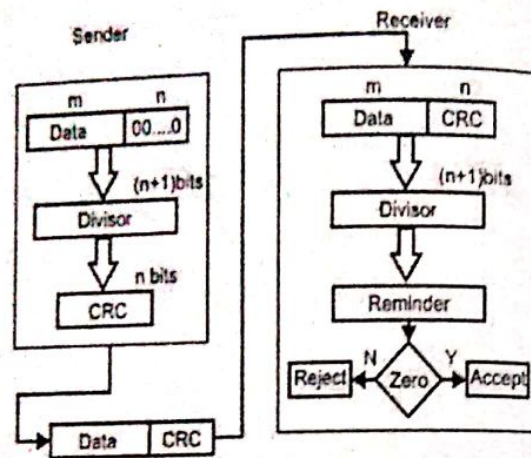 Sender
m n
Data 00....0
(n+1)bits
Divisor
n bits
CRC
Data CRC
Receiver
m n
Data CRC
(n+1)bits
Divisor
Reminder
Reject N Zero Y Accept